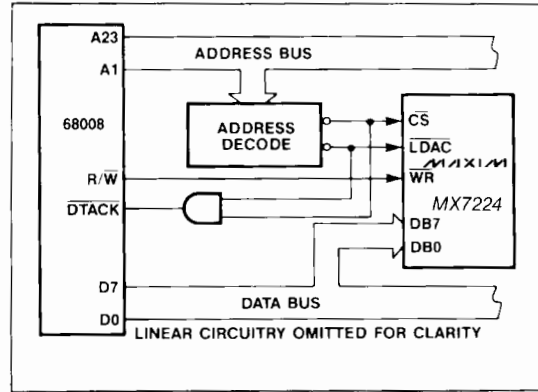 A23
ADDRESS BUS
A1
68008
ADDRESS
DECODE
CS
LDAC
MAXIM
R/W
WR
DTACK
MX7224
DB7
DB0
D7
DATA BUS
D0
LINEAR CIRCUITRY OMITTED FOR CLARITY